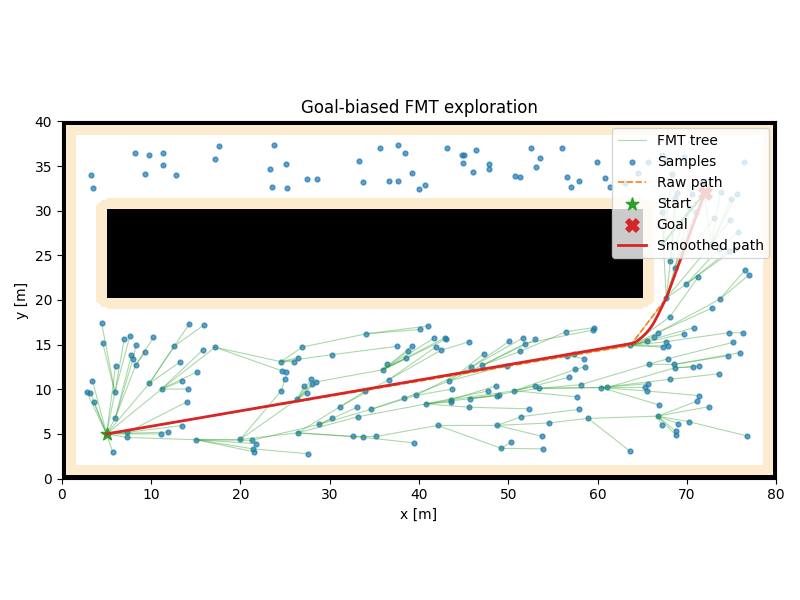 Goal-biased FMT exploration
40
35
30
25
20
15
10
5
0
y [m]
FMT tree
Samples
Raw path
Start
Goal
Smoothed path
0 10 20 30 40 50 60 70 80
x [m]